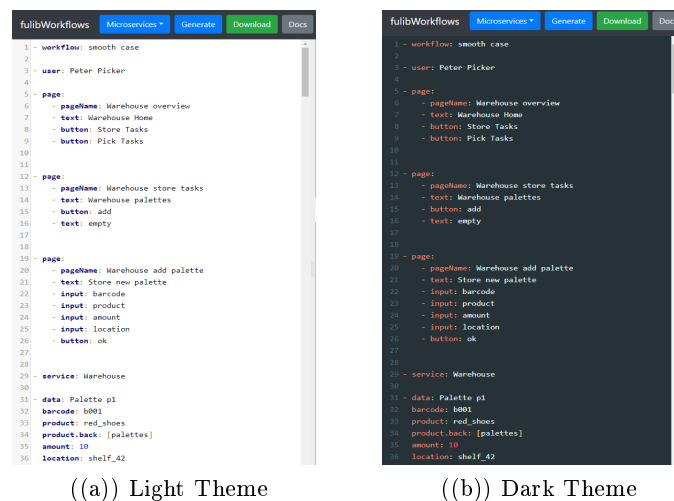 fulibWorkflows Microservices Generate Download Docs
1 - workflow: smooth case
2
3 - user: Peter Picker
4
5 - page:
6 - pageName: Warehouse overview
7 - text: Warehouse Home
8 - button: Store Tasks
9 - button: Pick Tasks
10
11
12 - page:
13 - pageName: Warehouse store tasks
14 - text: Warehouse palettes
15 - button: add
16 - text: empty
17
18
19 - page:
20 - pageName: Warehouse add palette
21 - text: Store new palette
22 - input: barcode
23 - input: product
24 - input: amount
25 - input: location
26 - button: ok
27
28
29 - service: Warehouse
30
31 - data: Palette p1
32 barcode: b001
33 product: red_shoes
34 product.back: [palettes]
35 amount: 10
36 location: shelf_42
((a)) Light Theme
fulibWorkflows Microservices Generate Download Doc
1 - workflow: smooth case
2
3 - user: Peter Picker
4
5 - page:
6 - pageName: Warehouse overview
7 - text: Warehouse Home
8 - button: Store Tasks
9 - button: Pick Tasks
10
11
12 - page:
13 - pageName: Warehouse store tasks
14 - text: Warehouse palettes
15 - button: add
16 - text: empty
17
18
19 - page:
20 - pageName: Warehouse add palette
21 - text: Store new palette
22 - input: barcode
23 - input: product
24 - input: amount
25 - input: location
26 - button: ok
27
28
29 - service: Warehouse
30
31 - data: Palette p1
32 barcode: b001
33 product: red_shoes
34 product.back: [palettes]
35 amount: 10
36 location: shelf_42
((b)) Dark Theme